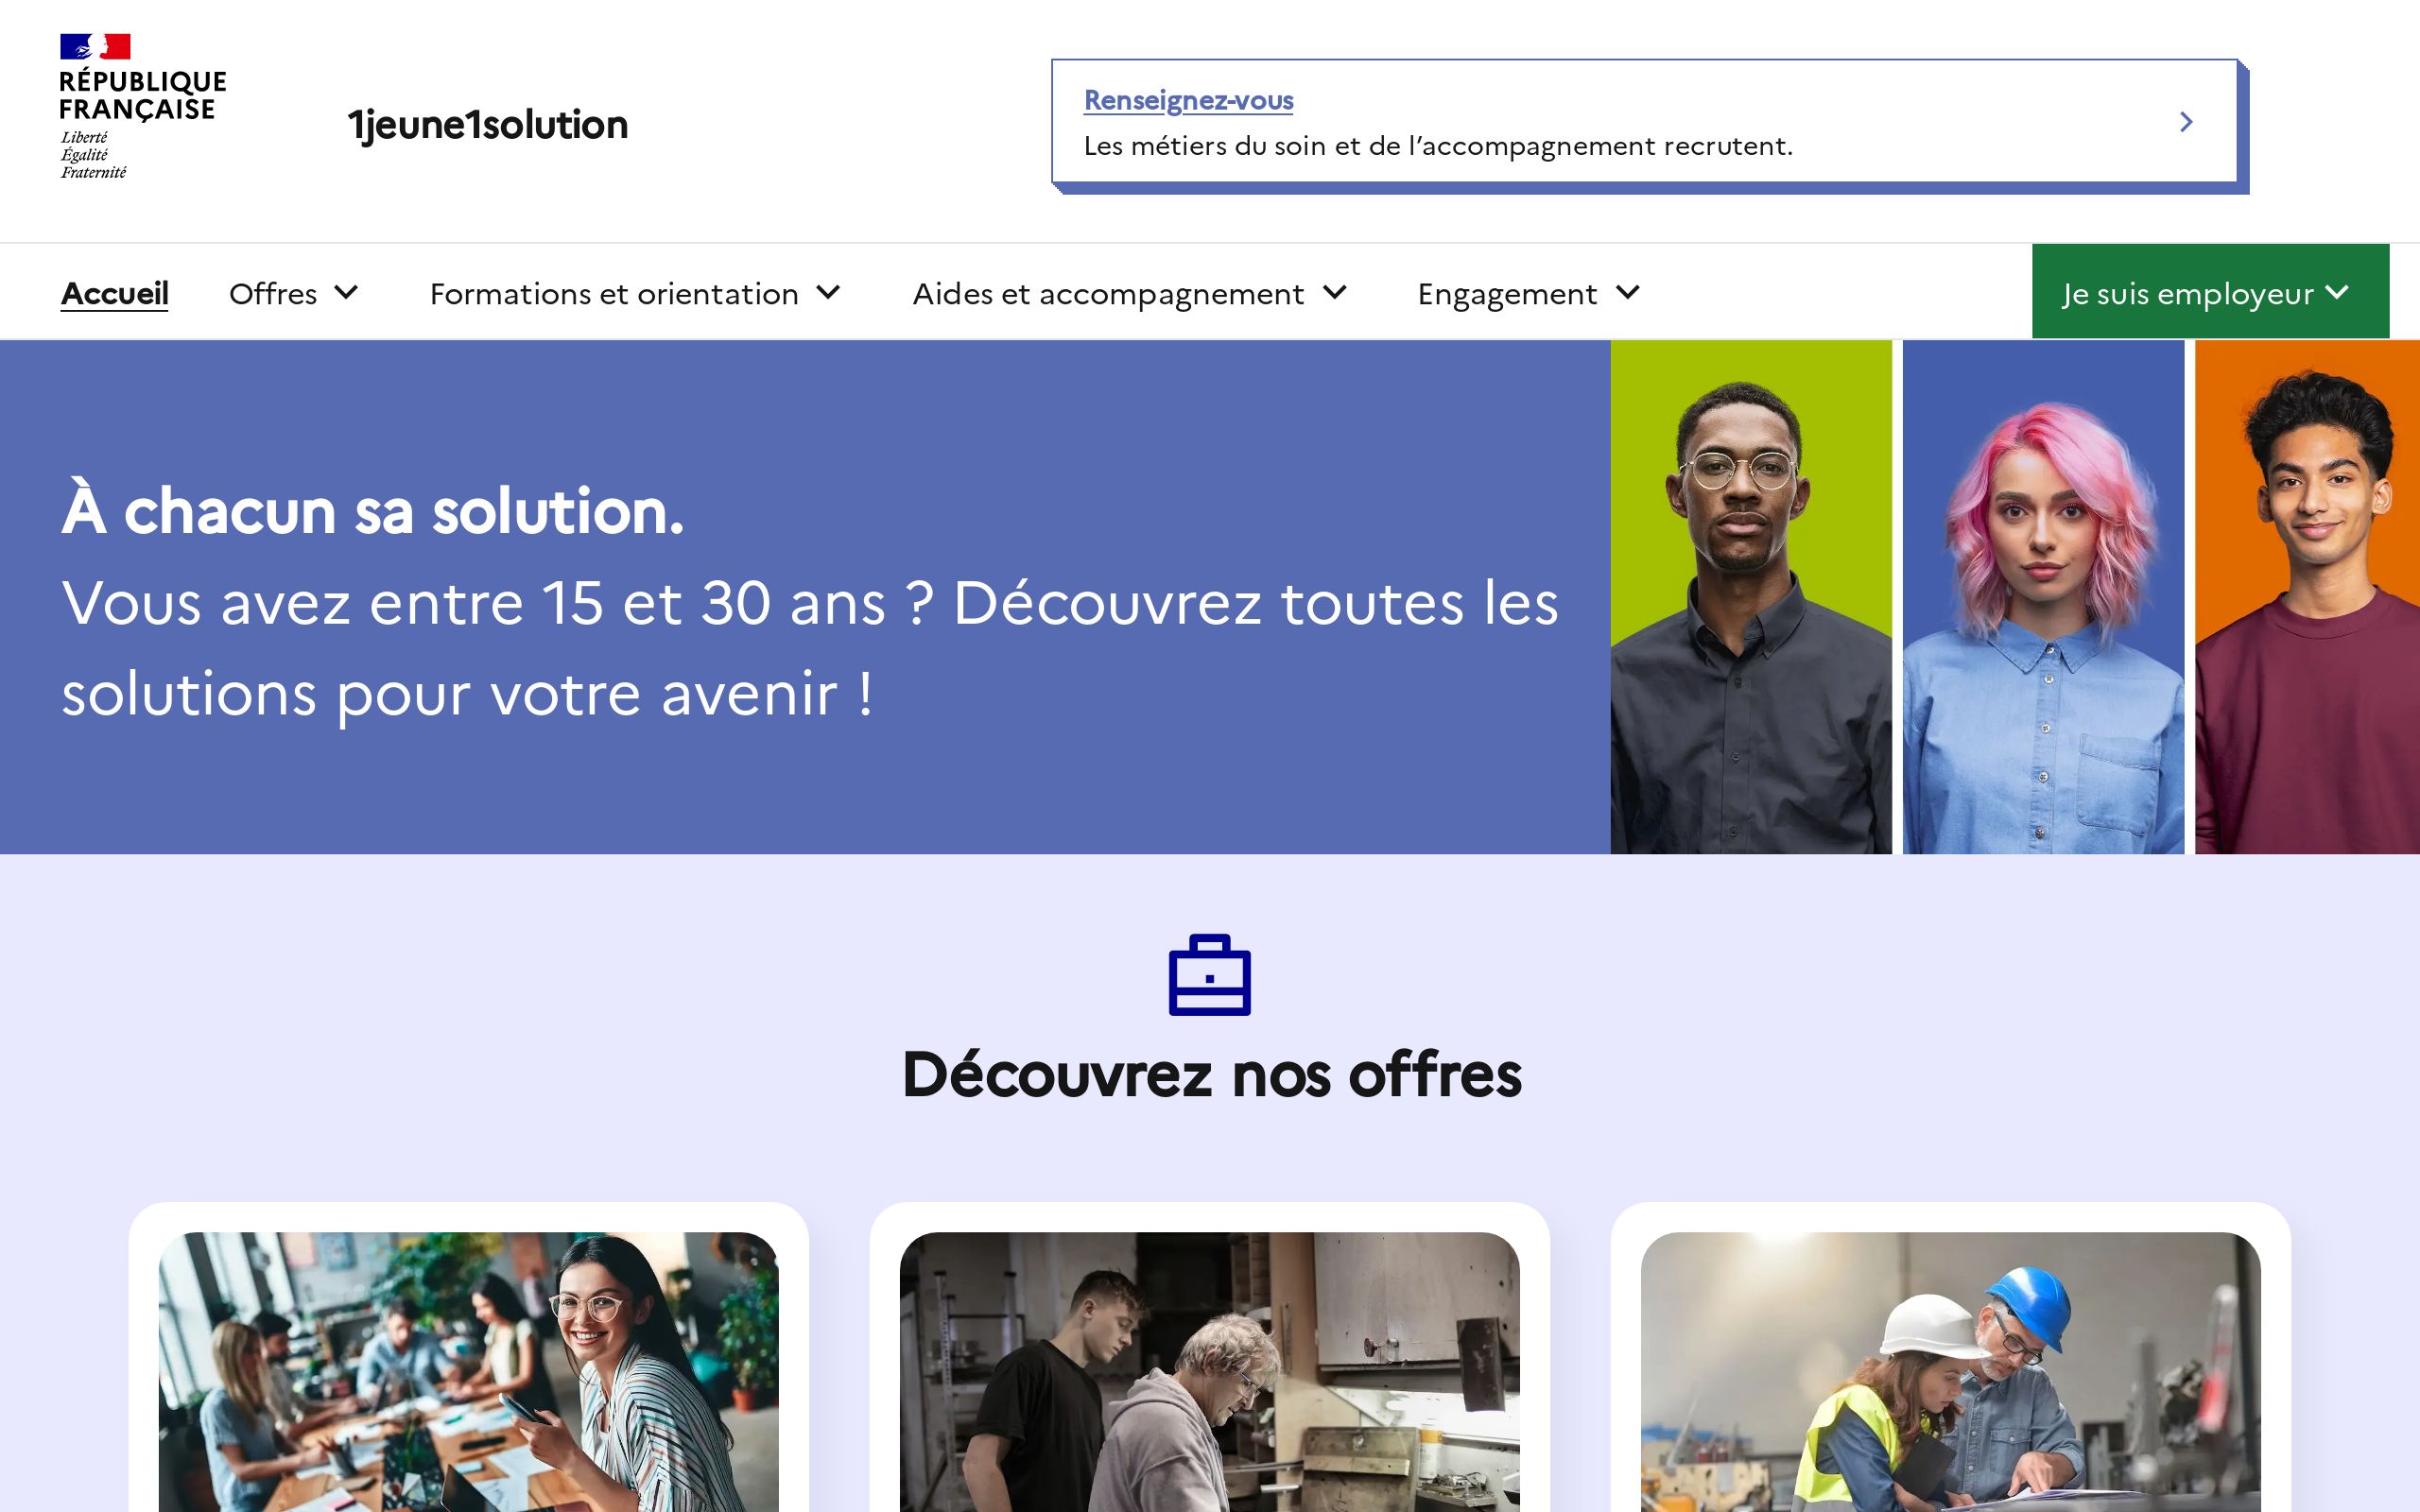 RÉPUBLIQUE
FRANÇAISE
Liberté
Égalité
Fraternité
1jeune1solution
Renseignez-vous
Les métiers du soin et de l’accompagnement recrutent.
Accueil
Offres
Formations et orientation
Aides et accompagnement
Engagement
Je suis employeur
À chacun sa solution.
Vous avez entre 15 et 30 ans ? Découvrez toutes les
solutions pour votre avenir !
Découvrez nos offres